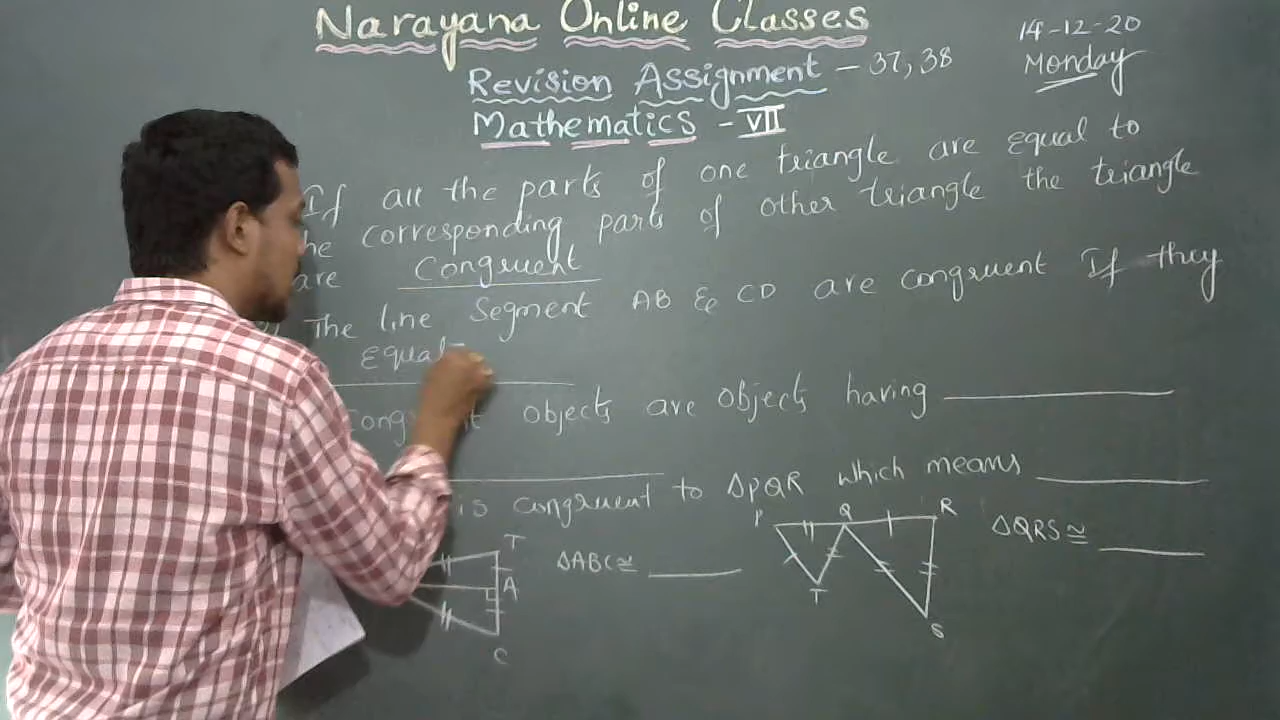 Narayana Online Classes
14-12-20
Revision Assignment - 37, 38
Monday
Mathematics - VII
If all the parts of one triangle are equal to
he corresponding parts of other triangle the triangle
are Congruent
The line Segment AB & CD are congruent If they
Equal
objects are objects having
is congruent to ΔPQR which means
P Q R
ΔQRS ≅
T
ΔABC ≅
A
T
S
C